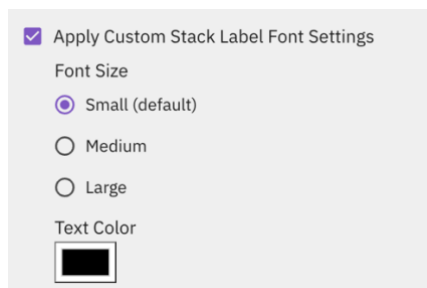 Apply Custom Stack Label Font Settings
Font Size
Small (default)
Medium
Large
Text Color